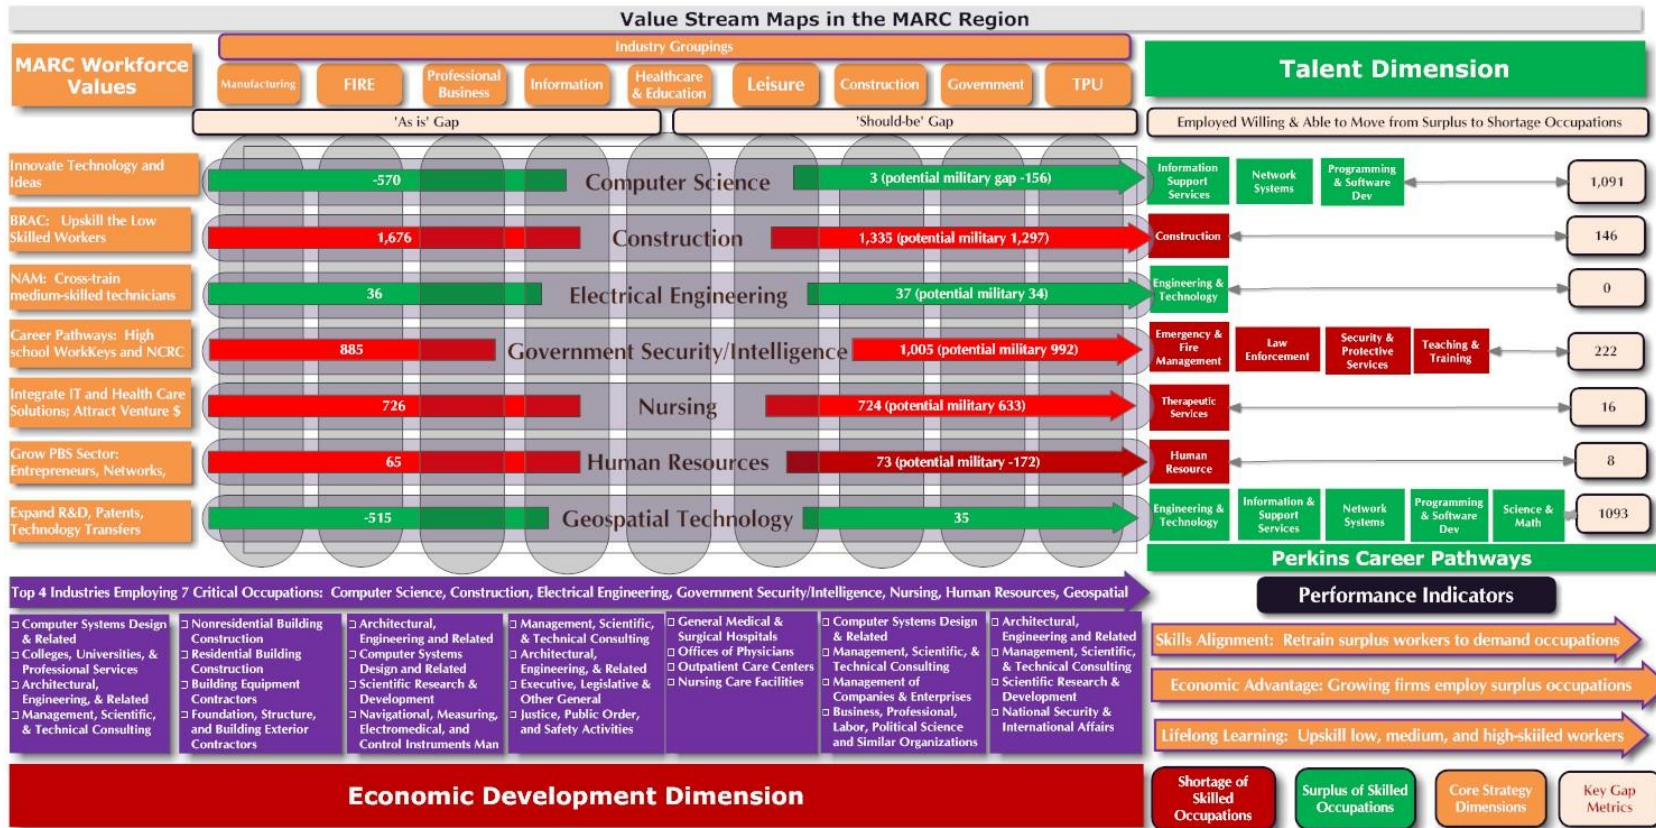 Value Stream Maps in the MARC Region
MARC Workforce
Values
Industry Groupings
Manufacturing
FIRE
Professional
Business
Information
Healthcare
& Education
Leisure
Construction
Government
TPU
Talent Dimension
'As is' Gap
'Should-be' Gap
Employed Willing & Able to Move from Surplus to Shortage Occupations
Innovate Technology and
Ideas
-570
Computer Science
3 (potential military gap -156)
Information
Support
Services
Network
Systems
Programming
& Software
Dev
1,091
BRAC: Upskill the Low
Skilled Workers
1,676
Construction
1,335 (potential military 1,297)
Construction
146
NAM: Cross-train
medium-skilled technicians
36
Electrical Engineering
37 (potential military 34)
Engineering &
Technology
0
Career Pathways: High
school WorkKeys and NCRC
885
Government Security/Intelligence
1,005 (potential military 992)
Emergency &
Fire
Management
Law
Enforcement
Security &
Protective
Services
Teaching &
Training
222
Integrate IT and Health Care
Solutions; Attract Venture $
726
Nursing
724 (potential military 633)
Therapeutic
Services
16
Grow PBS Sector:
Entrepreneurs, Networks,
65
Human Resources
73 (potential military -172)
Human
Resource
8
Expand R&D, Patents,
Technology Transfers
-515
Geospatial Technology
35
Engineering &
Technology
Information &
Support
Services
Network
Systems
Programming
& Software
Dev
Science &
Math
1093
Perkins Career Pathways
Top 4 Industries Employing 7 Critical Occupations: Computer Science, Construction, Electrical Engineering, Government Security/Intelligence, Nursing, Human Resources, Geospatial
Performance Indicators
□ Computer Systems Design
& Related
□ Colleges, Universities, &
Professional Services
□ Architectural,
Engineering, & Related
□ Management, Scientific,
& Technical Consulting
□ Nonresidential Building
Construction
□ Residential Building
Construction
□ Building Equipment
Contractors
□ Foundation, Structure,
and Building Exterior
Contractors
□ Architectural,
Engineering and Related
□ Computer Systems
Design and Related
□ Scientific Research &
Development
□ Navigational, Measuring,
Electromedical, and
Control Instruments Man
□ Management, Scientific,
& Technical Consulting
□ Architectural,
Engineering, & Related
□ Executive, Legislative &
Other General
□ Justice, Public Order,
and Safety Activities
□ General Medical &
Surgical Hospitals
□ Offices of Physicians
□ Outpatient Care Centers
□ Nursing Care Facilities
□ Computer Systems Design
& Related
□ Management, Scientific, &
Technical Consulting
□ Management of
Companies & Enterprises
□ Business, Professional,
Labor, Political Science
and Similar Organizations
□ Architectural,
Engineering and Related
□ Management, Scientific,
& Technical Consulting
□ Scientific Research &
Development
□ National Security &
International Affairs
Skills Alignment: Retrain surplus workers to demand occupations
Economic Advantage: Growing firms employ surplus occupations
Lifelong Learning: Upskill low, medium, and high-skiiled workers
Economic Development Dimension
Shortage of
Skilled
Occupations
Surplus of Skilled
Occupations
Core Strategy
Dimensions
Key Gap
Metrics